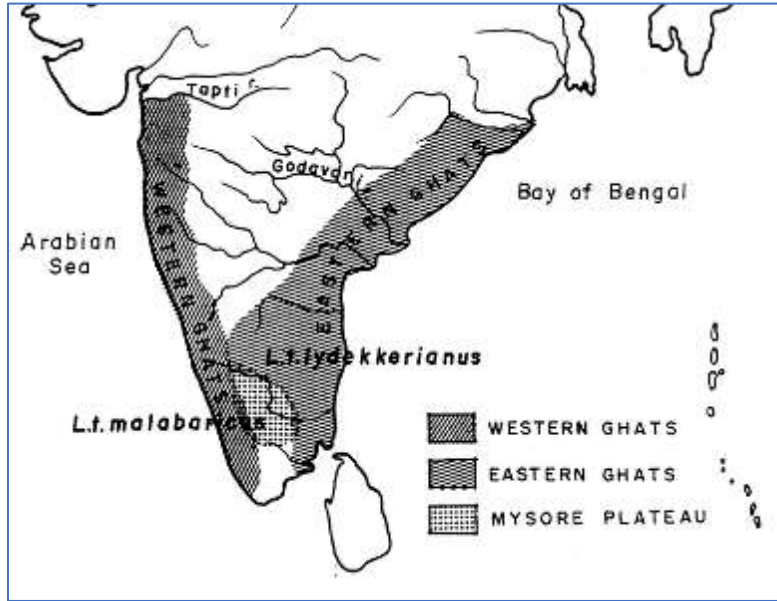 Tapti r.
Godavari r.
WESTERN GHATS
EASTERN GHATS
Bay of Bengal
Arabian
Sea
L.t.lydekkerianus
L.t.malabaricus
WESTERN GHATS
EASTERN GHATS
MYSORE PLATEAU